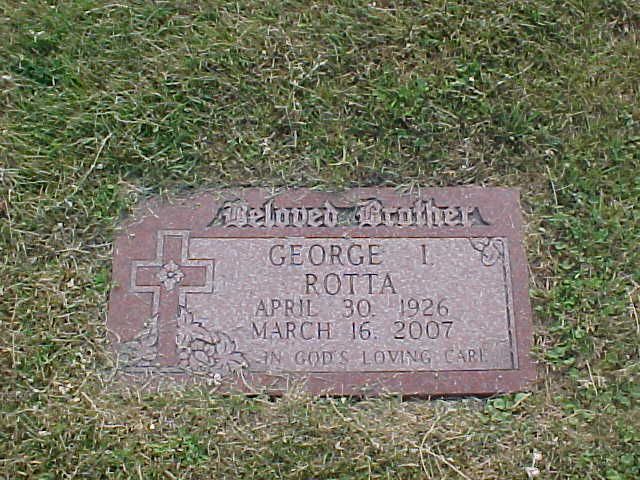 Beloved Brother
GEORGE I.
ROTTA
APRIL 30, 1926
MARCH 16, 2007
IN GOD'S LOVING CARE